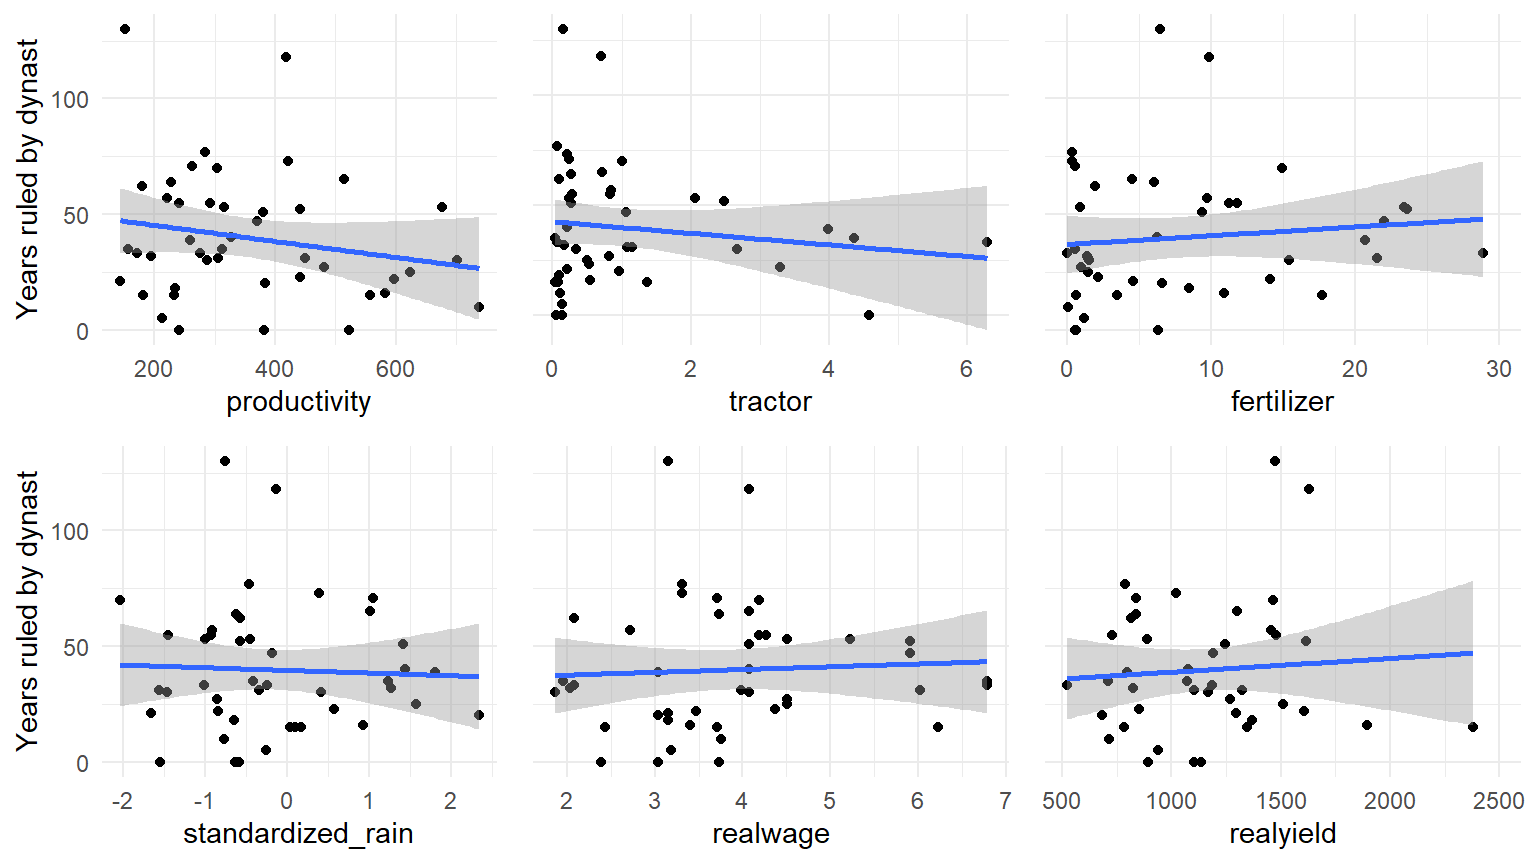 Years ruled by dynast
100
50
0
200 400 600
0 2 4 6
0 10 20 30
productivity
tractor
fertilizer
Years ruled by dynast
100
50
0
-2 -1 0 1 2
2 3 4 5 6 7
500 1000 1500 2000 2500
standardized_rain
realwage
realyield